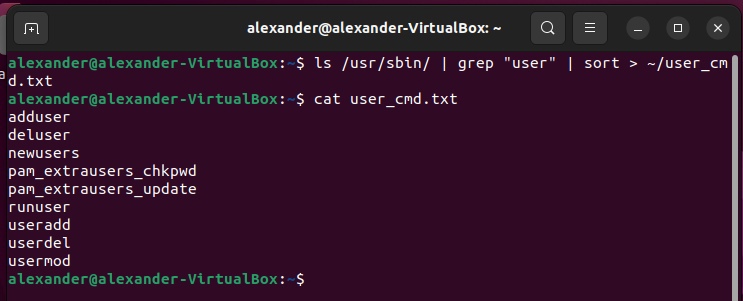 alexander@alexander-VirtualBox: ~
alexander@alexander-VirtualBox:~$ ls /usr/sbin/ | grep "user" | sort > ~/user_cm
d.txt
alexander@alexander-VirtualBox:~$ cat user_cmd.txt
adduser
deluser
newusers
pam_extrausers_chkpwd
pam_extrausers_update
runuser
useradd
userdel
usermod
alexander@alexander-VirtualBox:~$